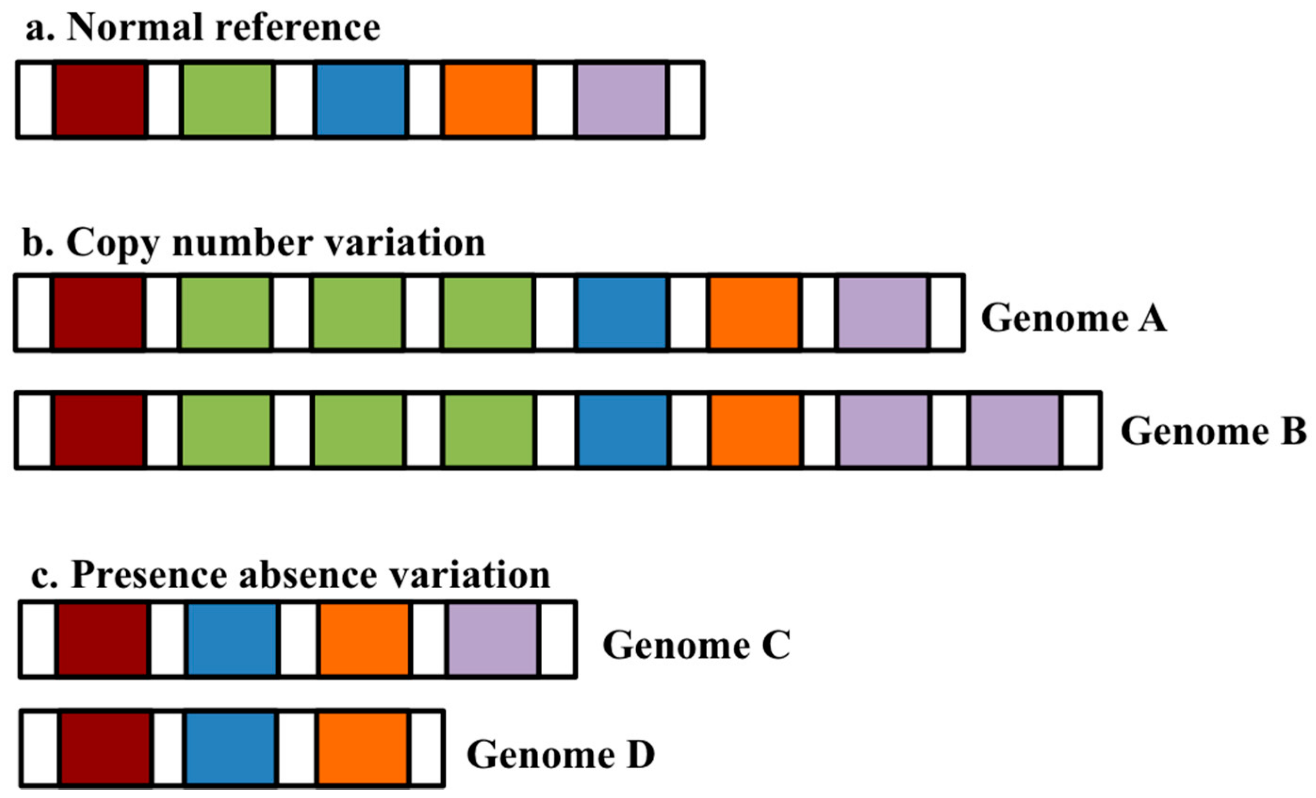 a. Normal reference
b. Copy number variation
Genome A
Genome B
c. Presence absence variation
Genome C
Genome D